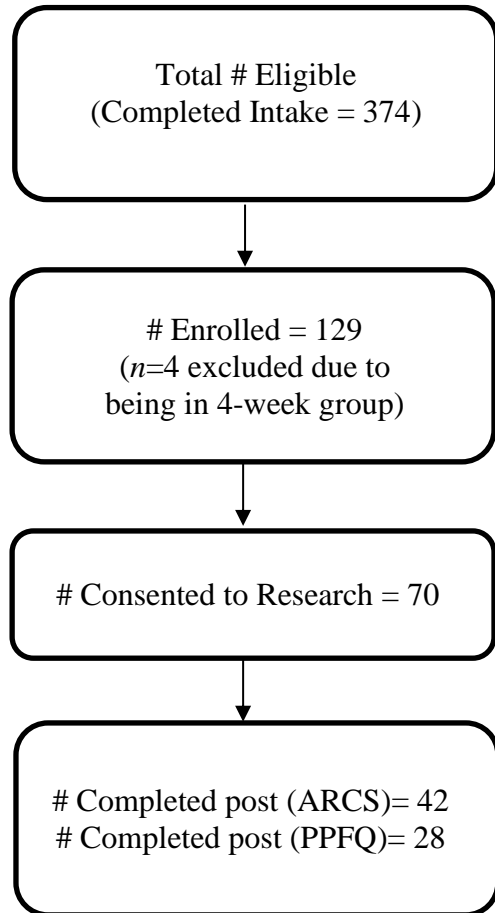 Total # Eligible
(Completed Intake = 374)
# Enrolled = 129
(n=4 excluded due to
being in 4-week group)
# Consented to Research = 70
# Completed post (ARCS)= 42
# Completed post (PPFQ)= 28